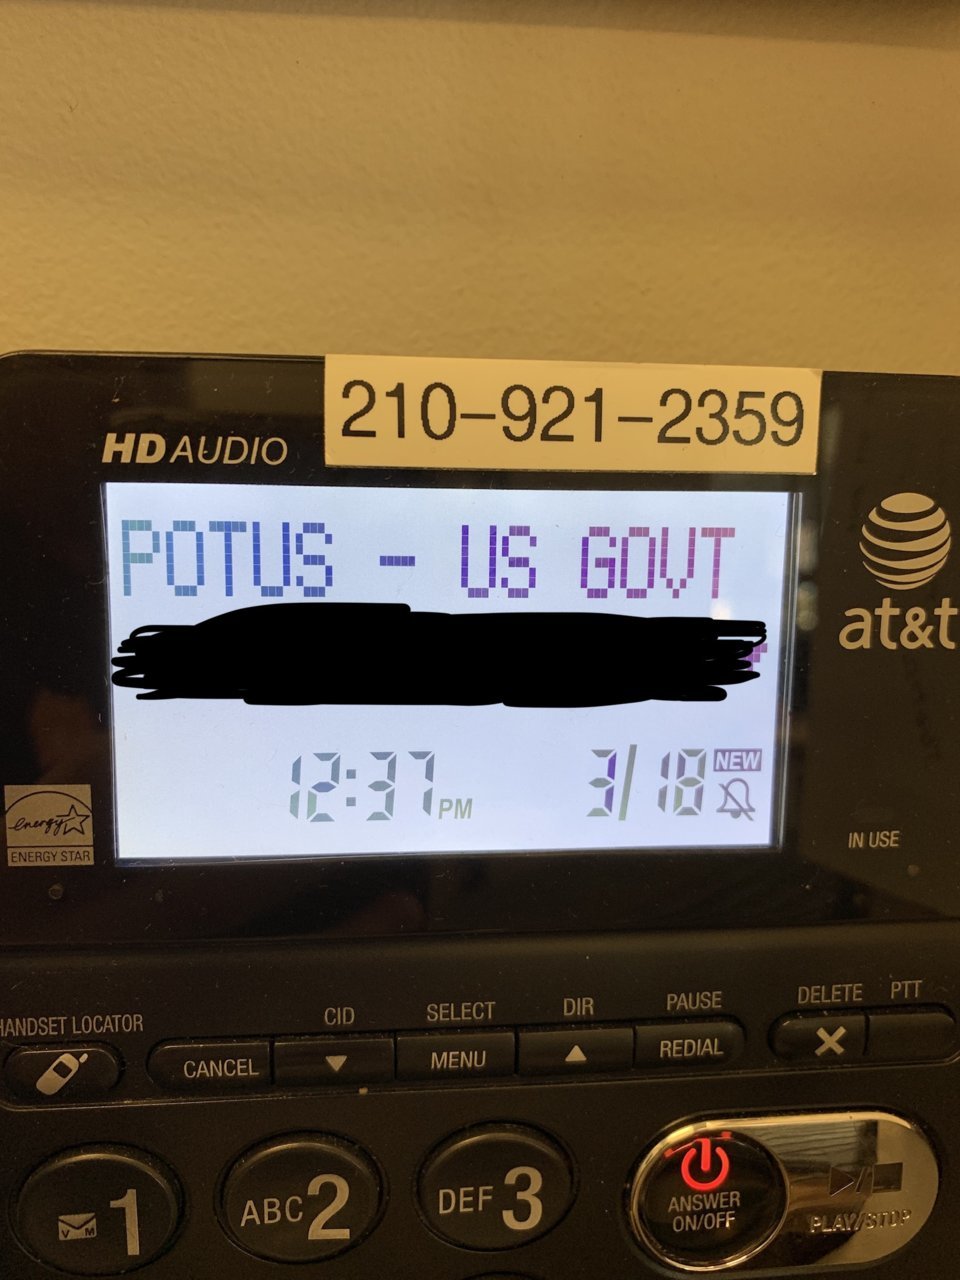 210-921-2359
HD AUDIO
POTUS - US GOVT
at&t
12:37 PM 3/18 NEW
energy
ENERGY STAR
IN USE
HANDSET LOCATOR CID SELECT DIR PAUSE DELETE PTT
CANCEL MENU REDIAL
1 ABC 2 DEF 3
V M
ANSWER
ON/OFF
PLAY/STOP